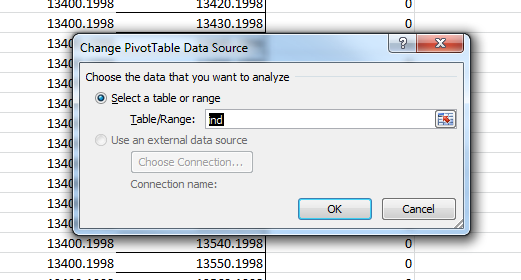 13400.1998 13420.1998 0
13400.1998 13430.1998 0
Change PivotTable Data Source
Choose the data that you want to analyze
Select a table or range
Table/Range: ind
Use an external data source
Choose Connection...
Connection name:
OK Cancel
13400.1998 13540.1998 0
13400.1998 13550.1998 0